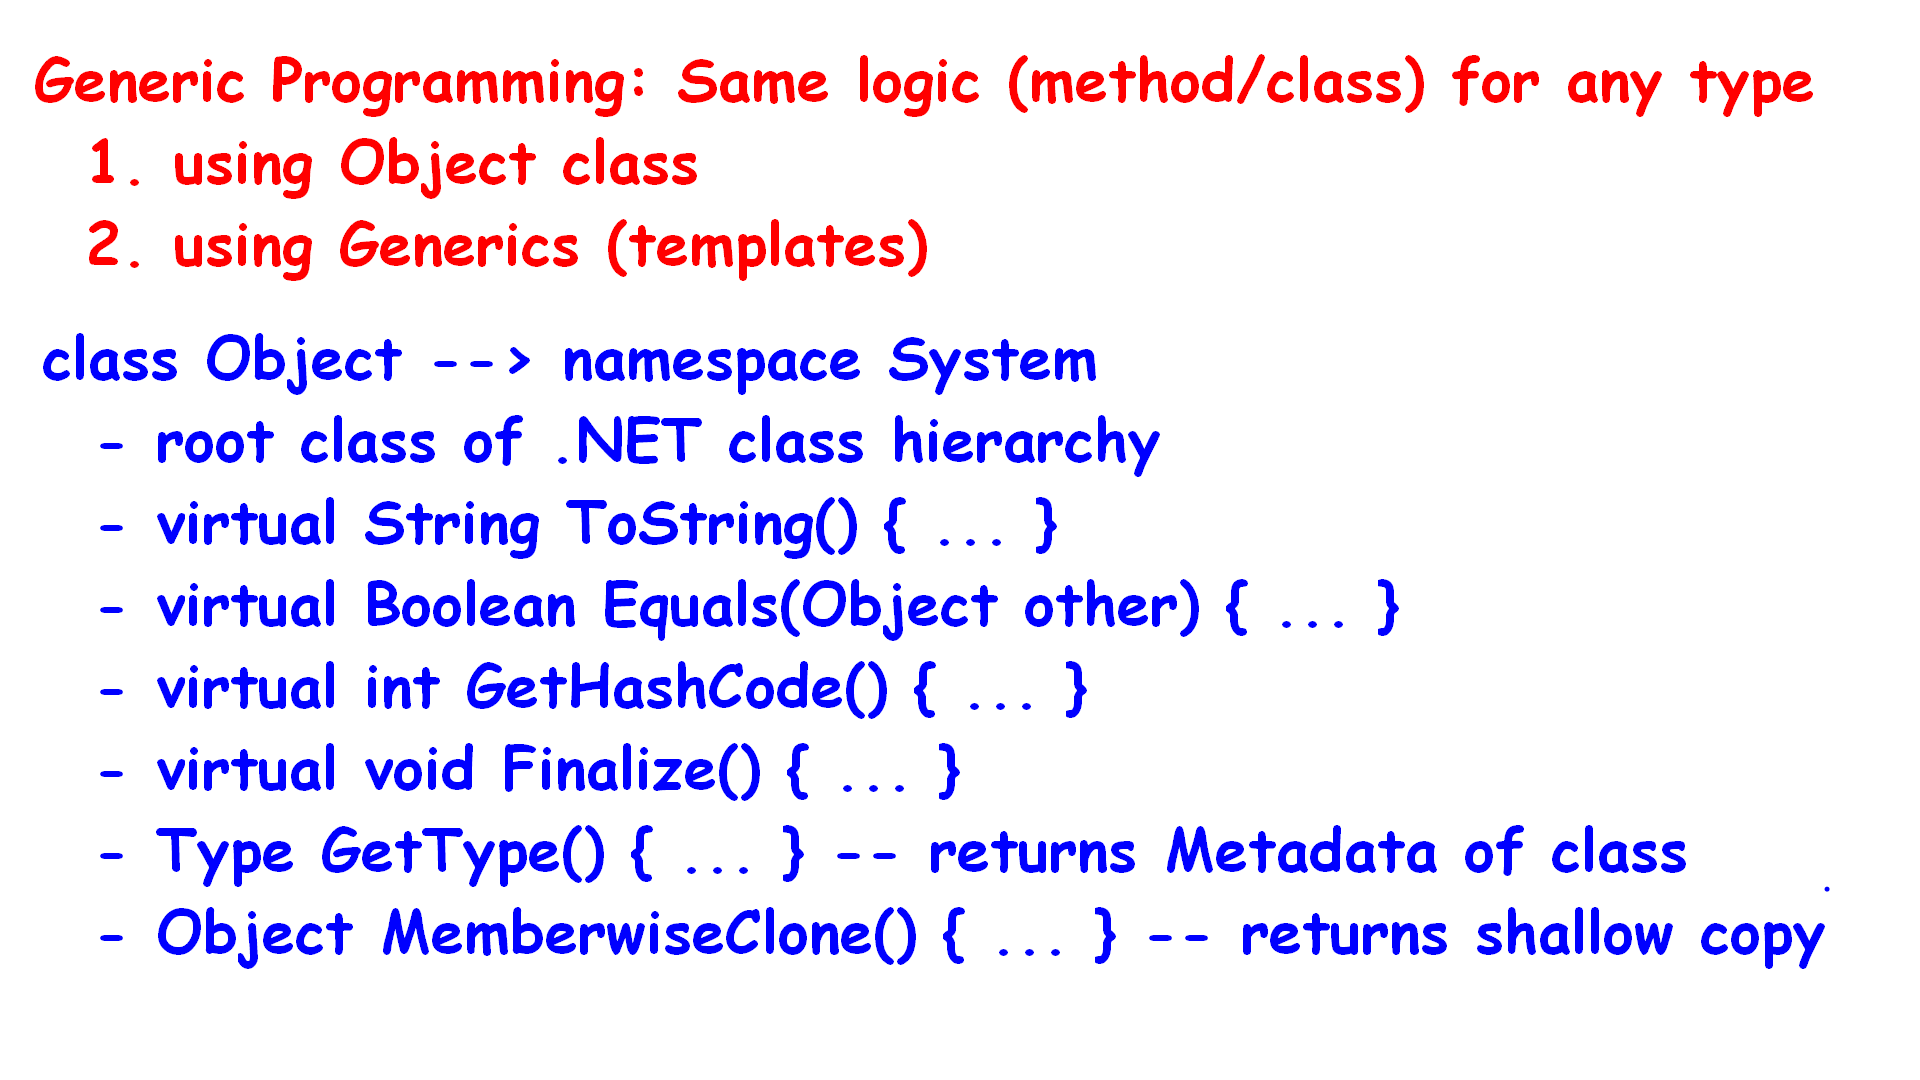 Generic Programming: Same logic (method/class) for any type
1. using Object class
2. using Generics (templates)
class Object --> namespace System
- root class of .NET class hierarchy
- virtual String ToString() { ... }
- virtual Boolean Equals(Object other) { ... }
- virtual int GetHashCode() { ... }
- virtual void Finalize() { ... }
- Type GetType() { ... } -- returns Metadata of class
- Object MemberwiseClone() { ... } -- returns shallow copy